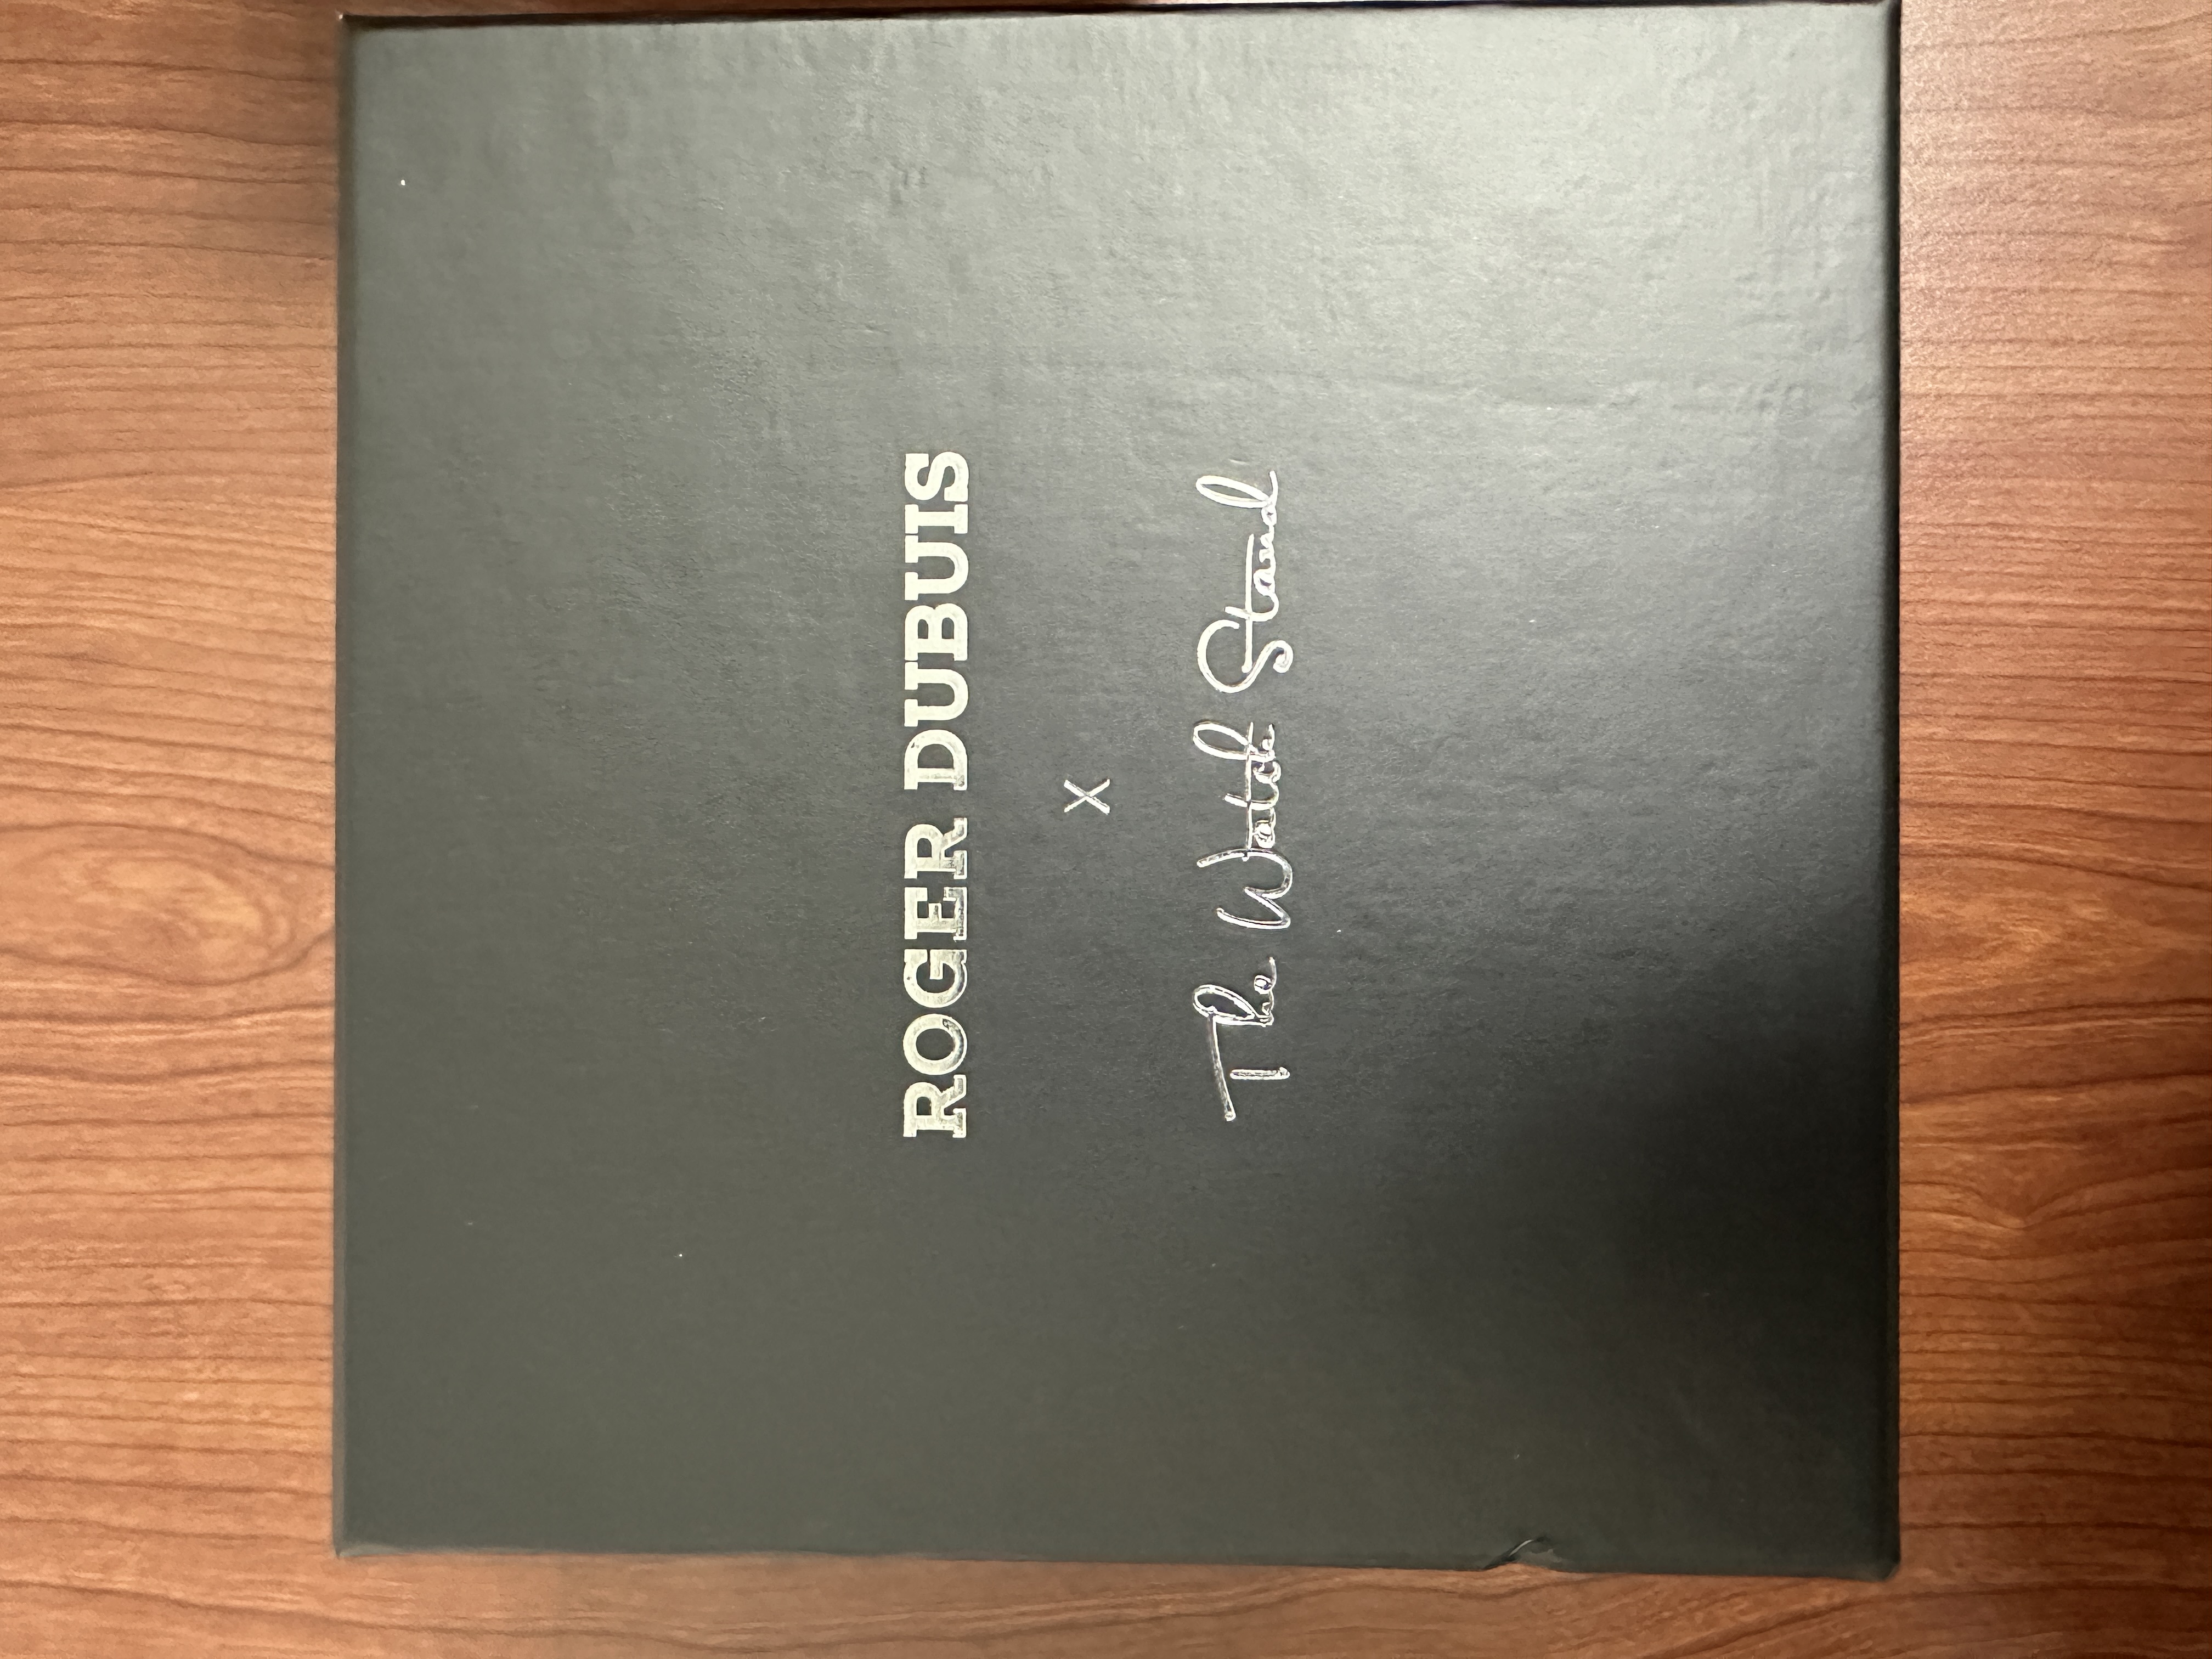 ROGER DUBUIS
X
The Watch Stand